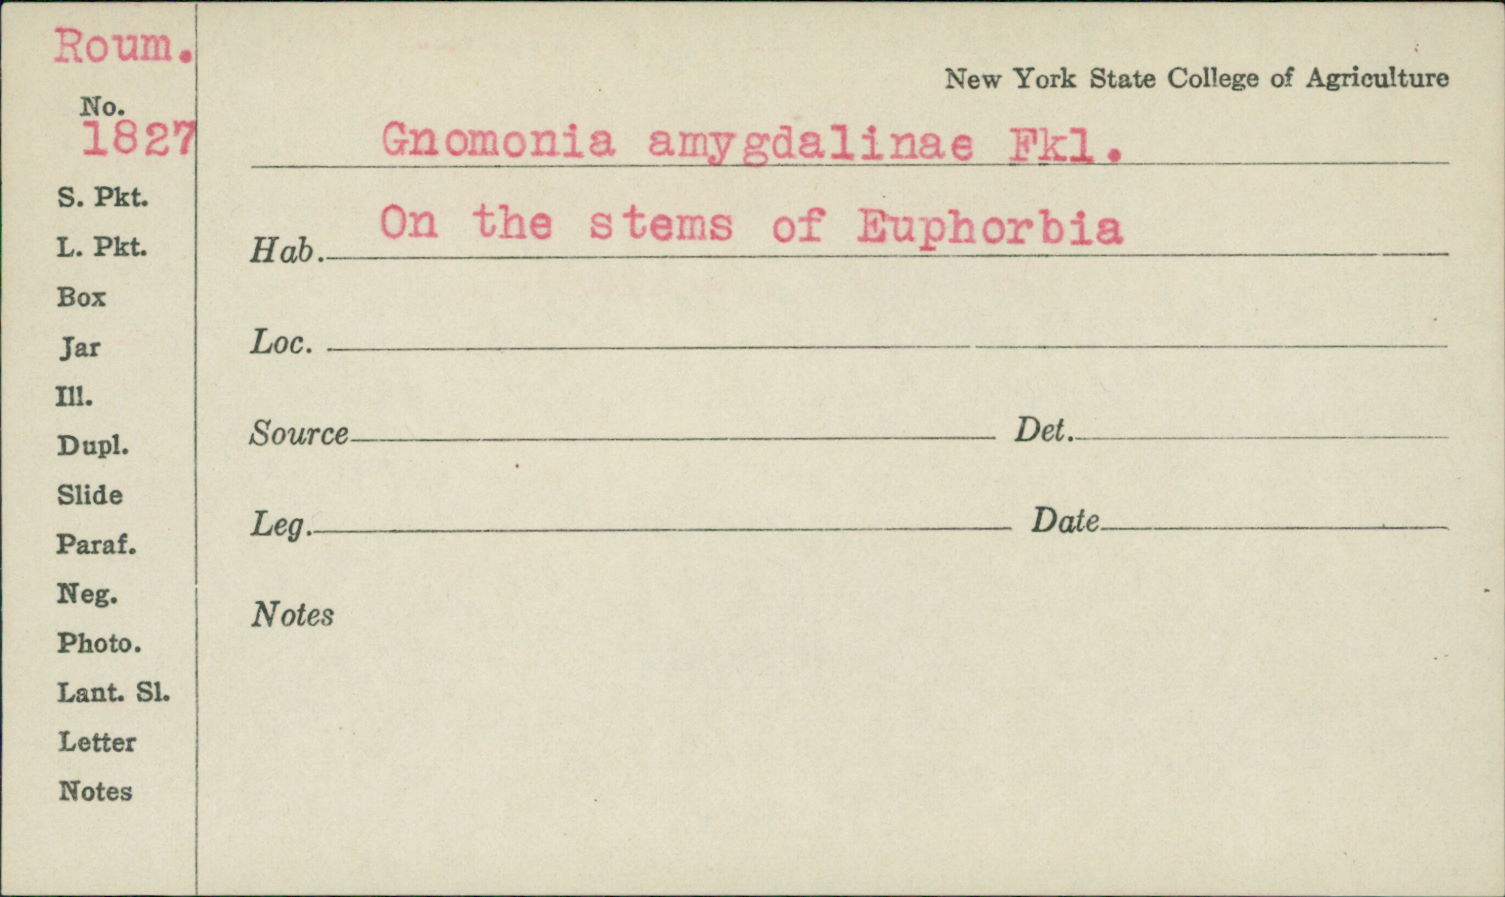 Roum.
No.
1827
S. Pkt.
L. Pkt.
Box
Jar
Ill.
Dupl.
Slide
Paraf.
Neg.
Photo.
Lant. Sl.
Letter
Notes
New York State College of Agriculture
Gnomonia amygdalinae Fkl.
On the stems of Euphorbia
Hab.
Loc.
Source Det.
Leg. Date
Notes